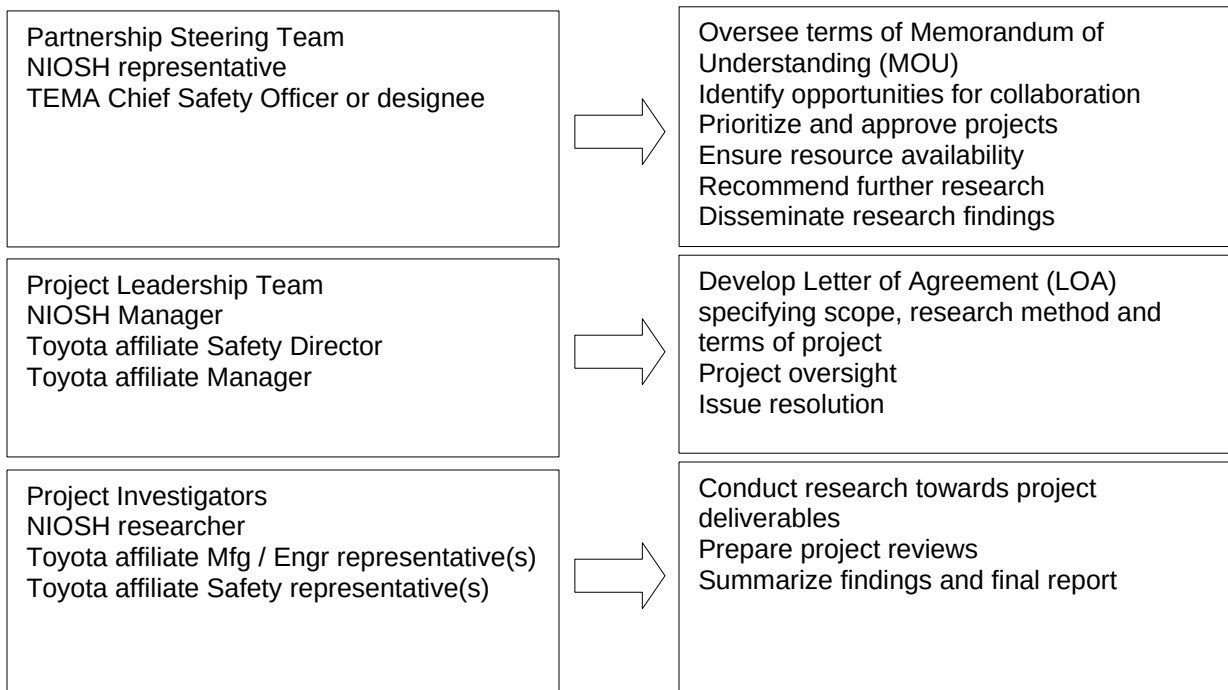 Partnership Steering Team
NIOSH representative
TEMA Chief Safety Officer or designee
Oversee terms of Memorandum of
Understanding (MOU)
Identify opportunities for collaboration
Prioritize and approve projects
Ensure resource availability
Recommend further research
Disseminate research findings
Project Leadership Team
NIOSH Manager
Toyota affiliate Safety Director
Toyota affiliate Manager
Develop Letter of Agreement (LOA)
specifying scope, research method and
terms of project
Project oversight
Issue resolution
Project Investigators
NIOSH researcher
Toyota affiliate Mfg / Engr representative(s)
Toyota affiliate Safety representative(s)
Conduct research towards project
deliverables
Prepare project reviews
Summarize findings and final report